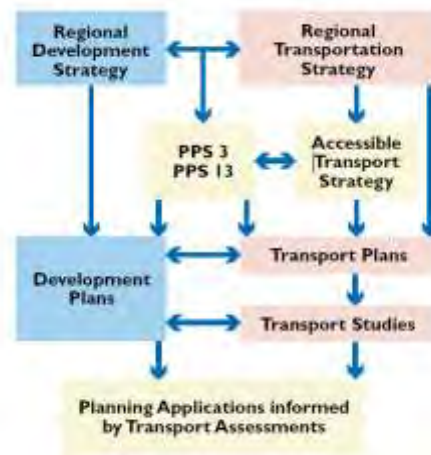 Regional
Development
Strategy
Regional
Transportation
Strategy
PPS 3
PPS 13
Accessible
Transport
Strategy
Development
Plans
Transport Plans
Transport Studies
Planning Applications informed
by Transport Assessments